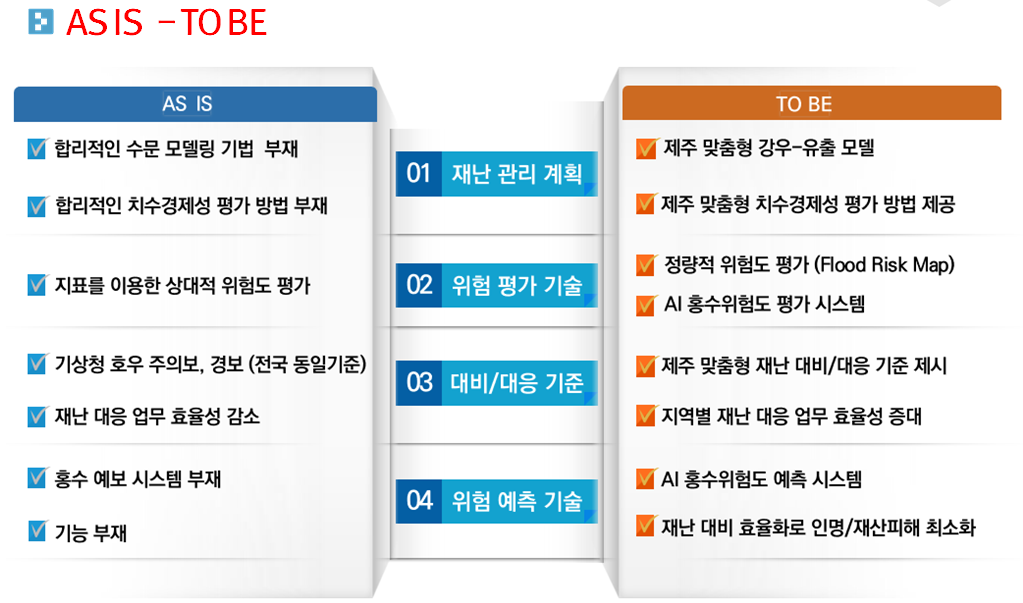 AS IS – TO BE
AS IS
합리적인 수문 모델링 기법 부재
합리적인 치수경제성 평가 방법 부재
지표를 이용한 상대적 위험도 평가
기상청 호우 주의보, 경보 (전국 동일기준)
재난 대응 업무 효율성 감소
홍수 예보 시스템 부재
기능 부재
01 재난 관리 계획
02 위험 평가 기술
03 대비/대응 기준
04 위험 예측 기술
TO BE
제주 맞춤형 강우-유출 모델
제주 맞춤형 치수경제성 평가 방법 제공
정량적 위험도 평가 (Flood Risk Map)
AI 홍수위험도 평가 시스템
제주 맞춤형 재난 대비/대응 기준 제시
지역별 재난 대응 업무 효율성 증대
AI 홍수위험도 예측 시스템
재난 대비 효율화로 인명/재산피해 최소화